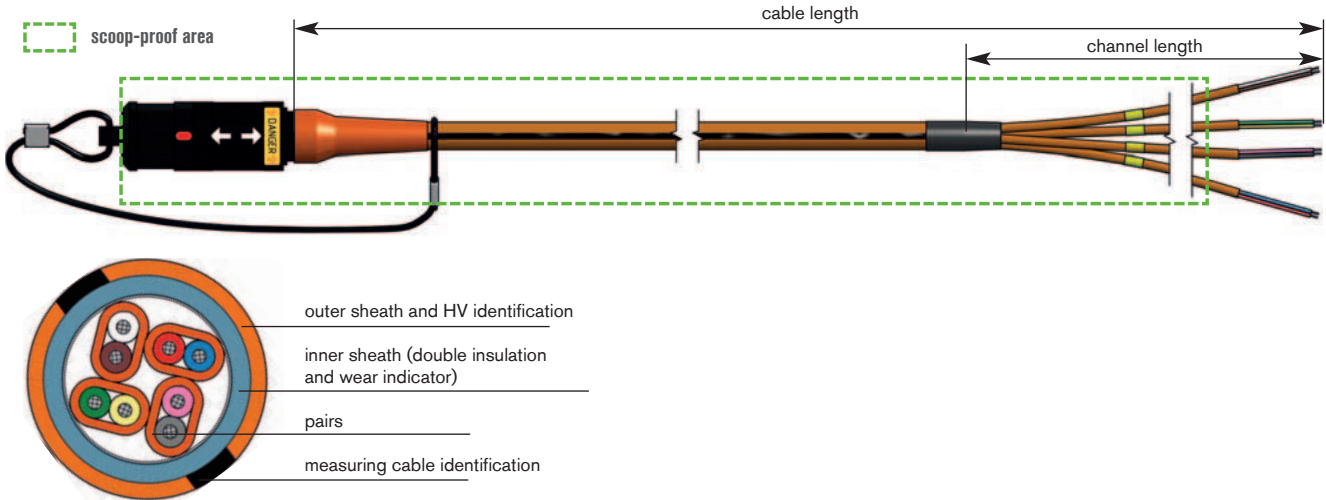 cable length
scoop-proof area
channel length
DANGER
outer sheath and HV identification
inner sheath (double insulation
and wear indicator)
pairs
measuring cable identification